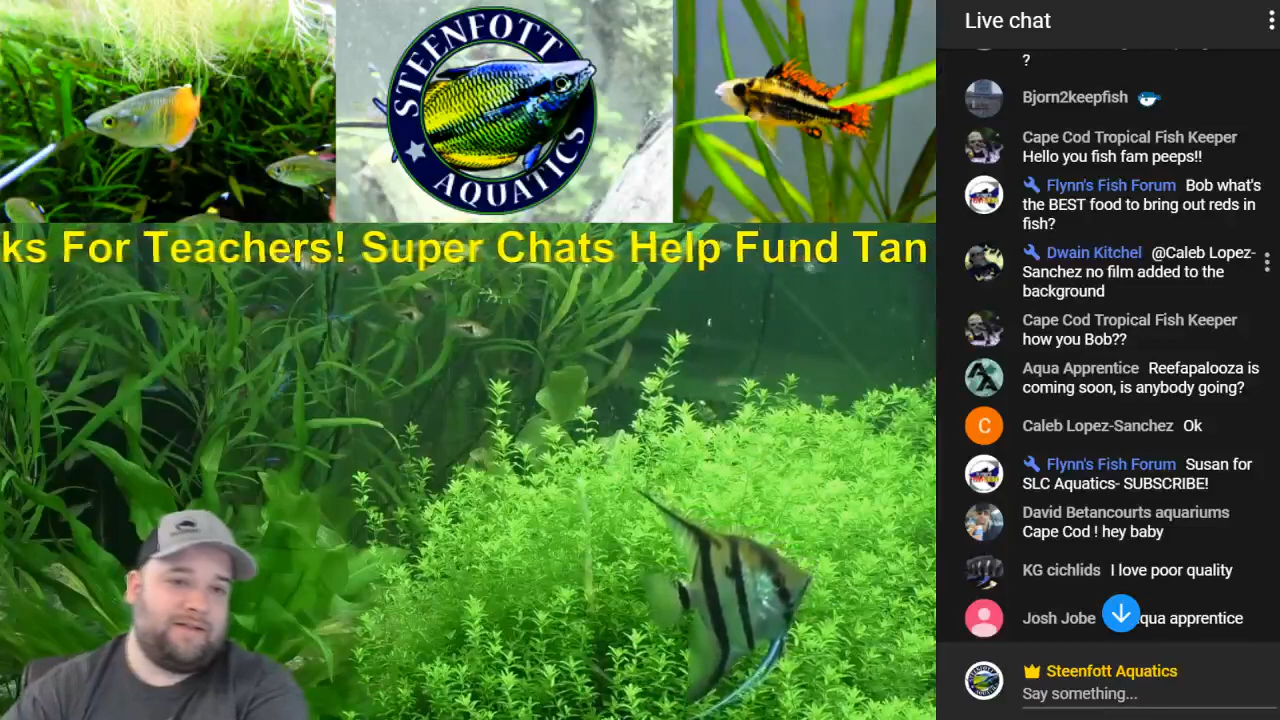 STEENFOTT
AQUATICS
ks For Teachers! Super Chats Help Fund Tan
Live chat
?
Bjorn2keepfish
Cape Cod Tropical Fish Keeper
Hello you fish fam peeps!!
Flynn's Fish Forum Bob what's
the BEST food to bring out reds in
fish?
Dwain Kitchel @Caleb Lopez-
Sanchez no film added to the
background
Cape Cod Tropical Fish Keeper
how you Bob??
Aqua Apprentice Reefapalooza is
coming soon, is anybody going?
C
Caleb Lopez-Sanchez Ok
Flynn's Fish Forum Susan for
SLC Aquatics- SUBSCRIBE!
David Betancourts aquariums
Cape Cod ! hey baby
KG cichlids I love poor quality
Josh Jobe qua apprentice
Steenfott Aquatics
Say something...